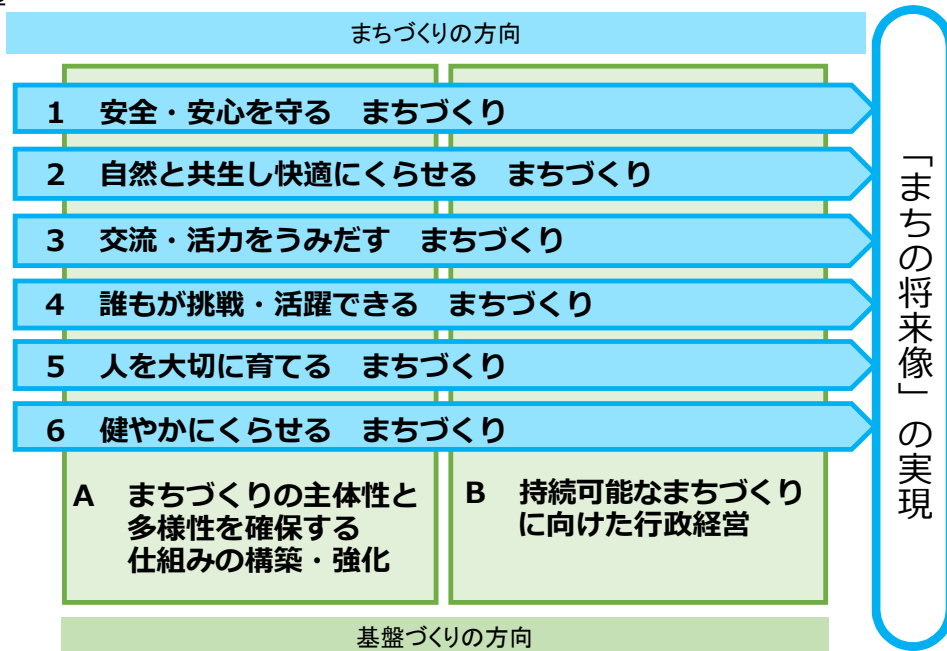 まちづくりの方向
1 安全・安心を守る まちづくり
2 自然と共生し快適にくらせる まちづくり
3 交流・活力をうみだす まちづくり
4 誰もが挑戦・活躍できる まちづくり
5 人を大切に育てる まちづくり
6 健やかにくらせる まちづくり
A まちづくりの主体性と
多様性を確保する
仕組みの構築・強化
B 持続可能なまちづくり
に向けた行政経営
基盤づくりの方向
「まちの将来像」の実現